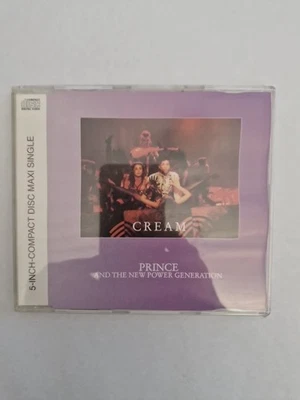 5-INCH-COMPACT DISC MAXI SINGLE
CREAM
PRINCE
AND THE NEW POWER GENERATION